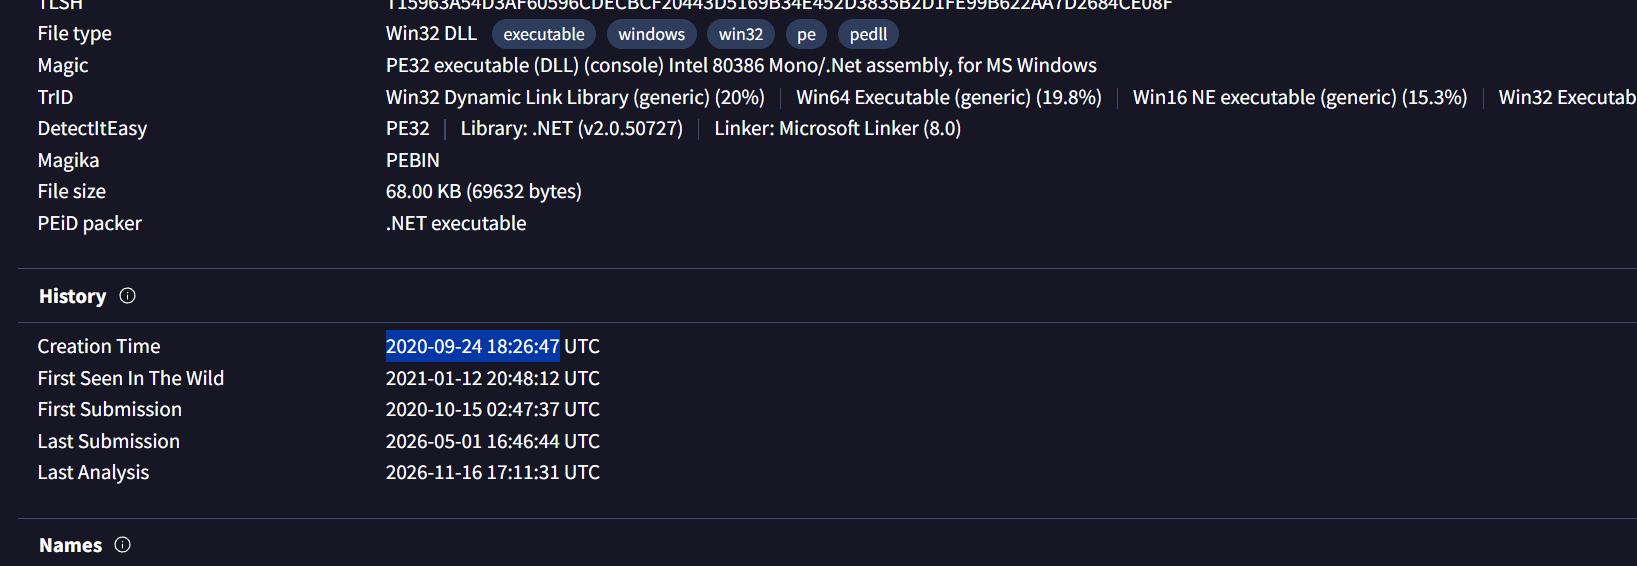 TLSH T15963A54D3AF60596CDECBCF20443D5169B34E452D3835B2D1FE99B622AA7D2684CE08F
File type Win32 DLL executable windows win32 pe pedll
Magic PE32 executable (DLL) (console) Intel 80386 Mono/.Net assembly, for MS Windows
TrID Win32 Dynamic Link Library (generic) (20%) Win64 Executable (generic) (19.8%) Win16 NE executable (generic) (15.3%) Win32 Executab
DetectItEasy PE32 Library: .NET (v2.0.50727) Linker: Microsoft Linker (8.0)
Magika PEBIN
File size 68.00 KB (69632 bytes)
PEiD packer .NET executable
History
Creation Time 2020-09-24 18:26:47 UTC
First Seen In The Wild 2021-01-12 20:48:12 UTC
First Submission 2020-10-15 02:47:37 UTC
Last Submission 2026-05-01 16:46:44 UTC
Last Analysis 2026-11-16 17:11:31 UTC
Names